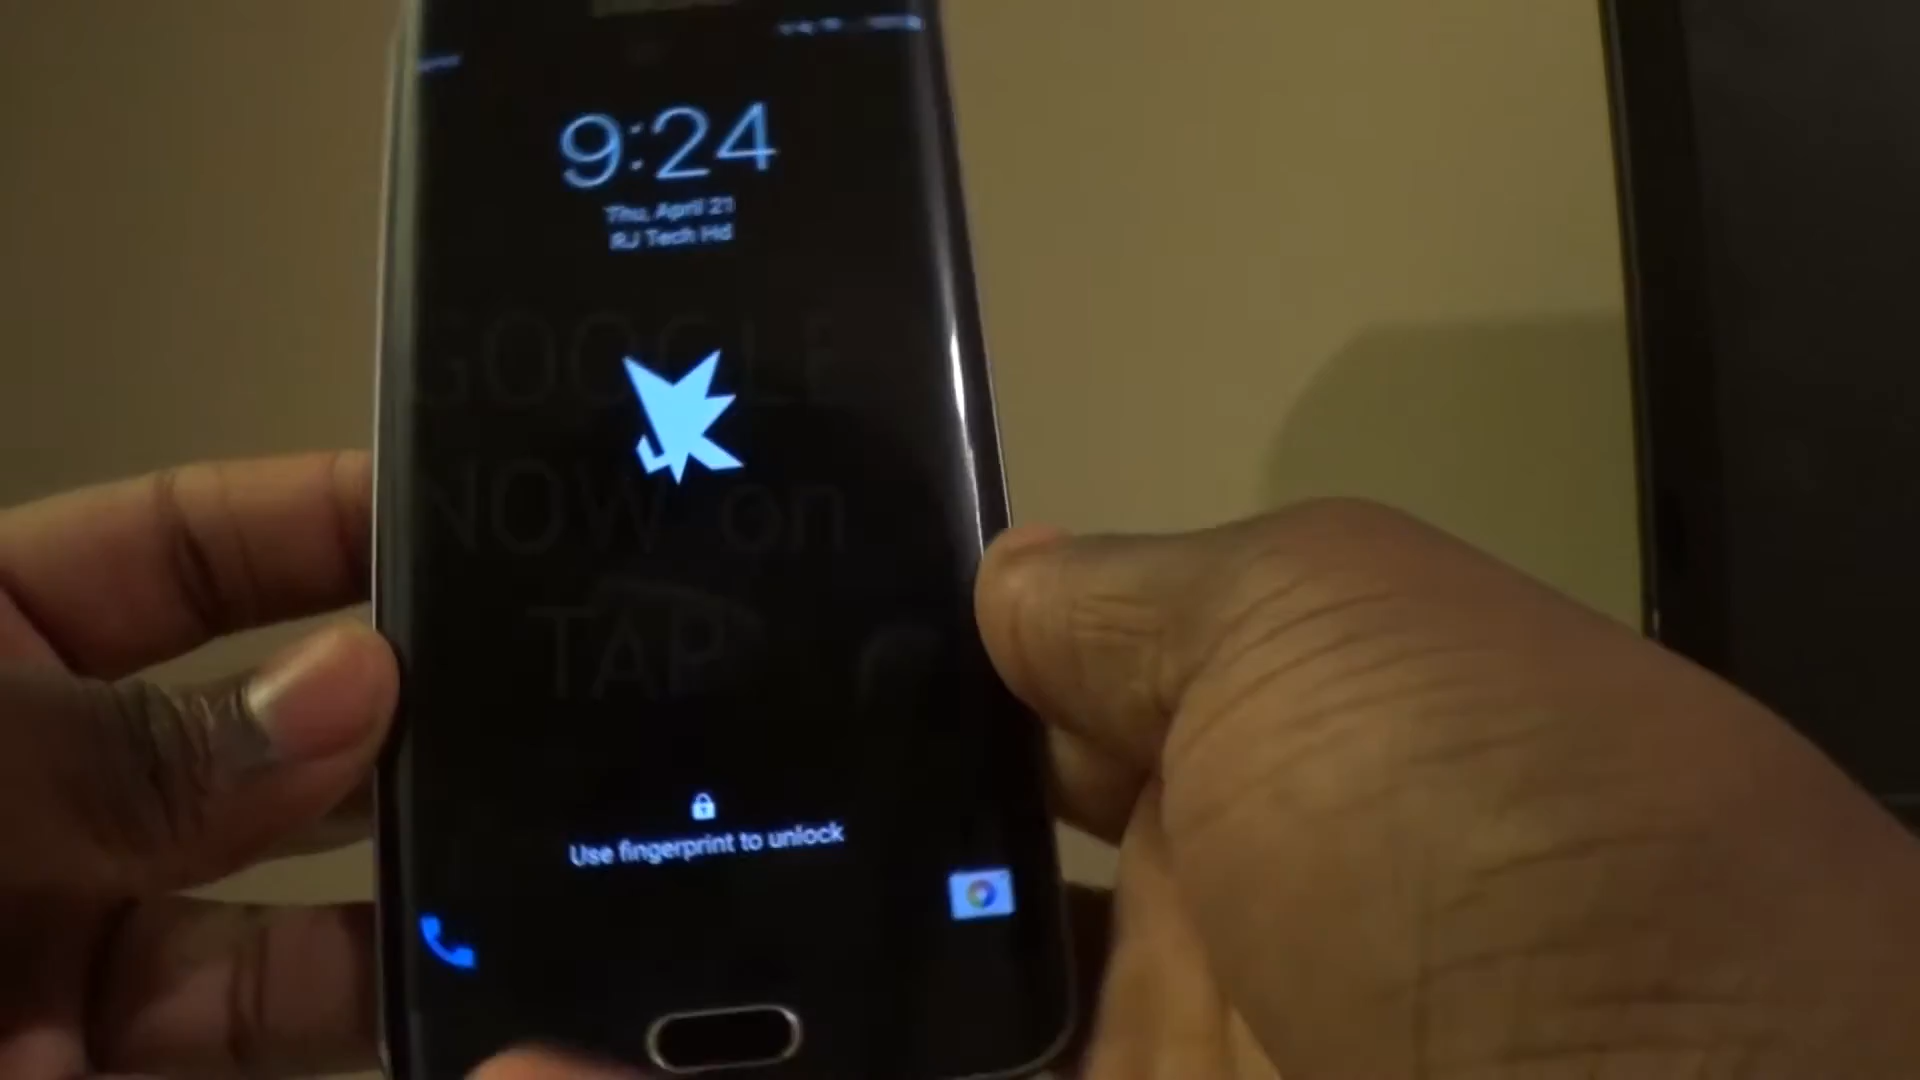 9:24
Thu, April 21
RJ Tech Hd
GOOGLE
NOW on
TAP
Use fingerprint to unlock